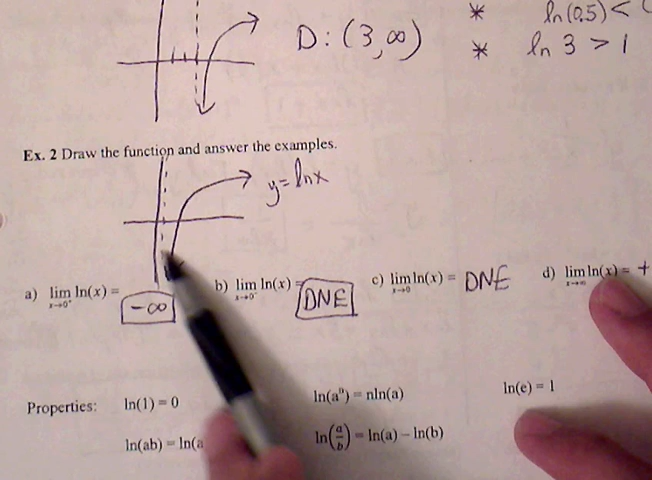 * ln(0.5) <
D: (3, ∞) * ln 3 > 1
Ex. 2 Draw the function and answer the examples.
y = lnx
a) lim ln(x) = -∞ b) lim ln(x) = DNE c) lim ln(x) = DNE d) lim ln(x) = +
x→0⁺ x→0⁻ x→0 x→∞
Properties: ln(1) = 0 ln(aⁿ) = nln(a) ln(e) = 1
ln(ab) = ln(a ln(a/b) = ln(a) – ln(b)